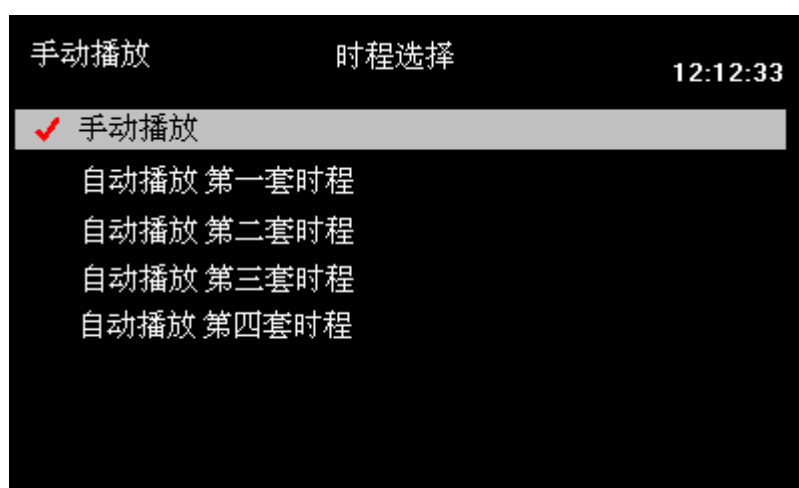 手动播放 时程选择 12:12:33
手动播放
自动播放 第一套时程
自动播放 第二套时程
自动播放 第三套时程
自动播放 第四套时程